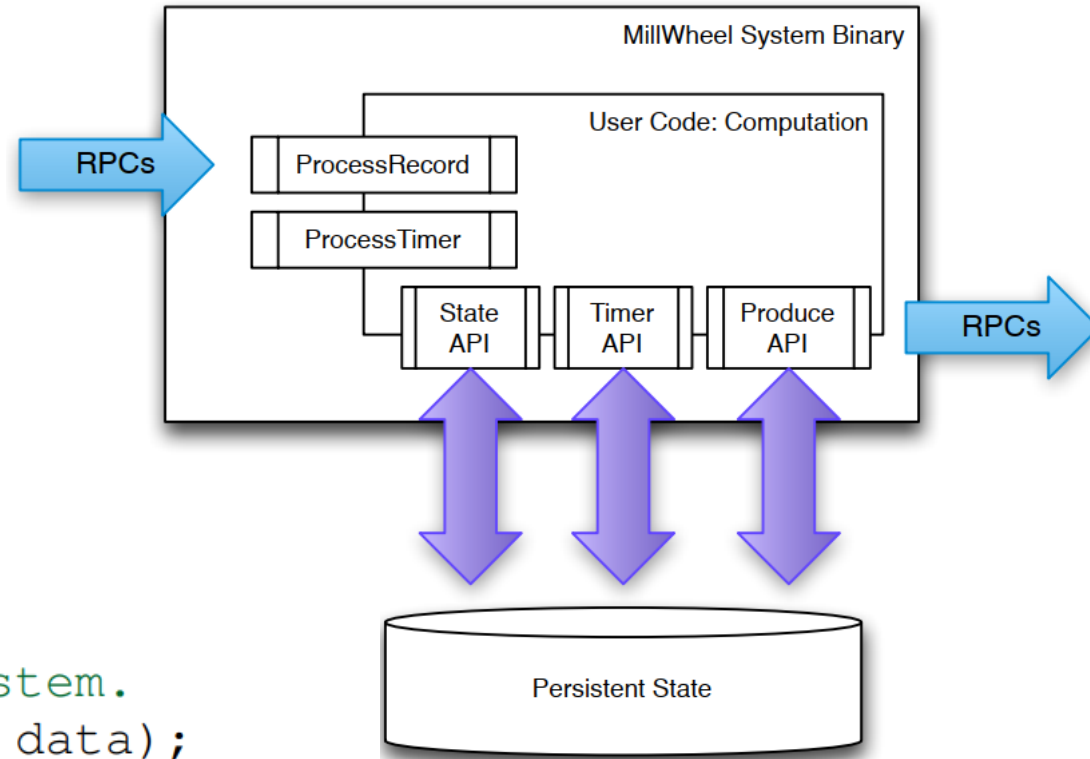 MillWheel System Binary
User Code: Computation
RPCs
ProcessRecord
ProcessTimer
State
API
Timer
API
Produce
API
RPCs
Persistent State
stem.
data);